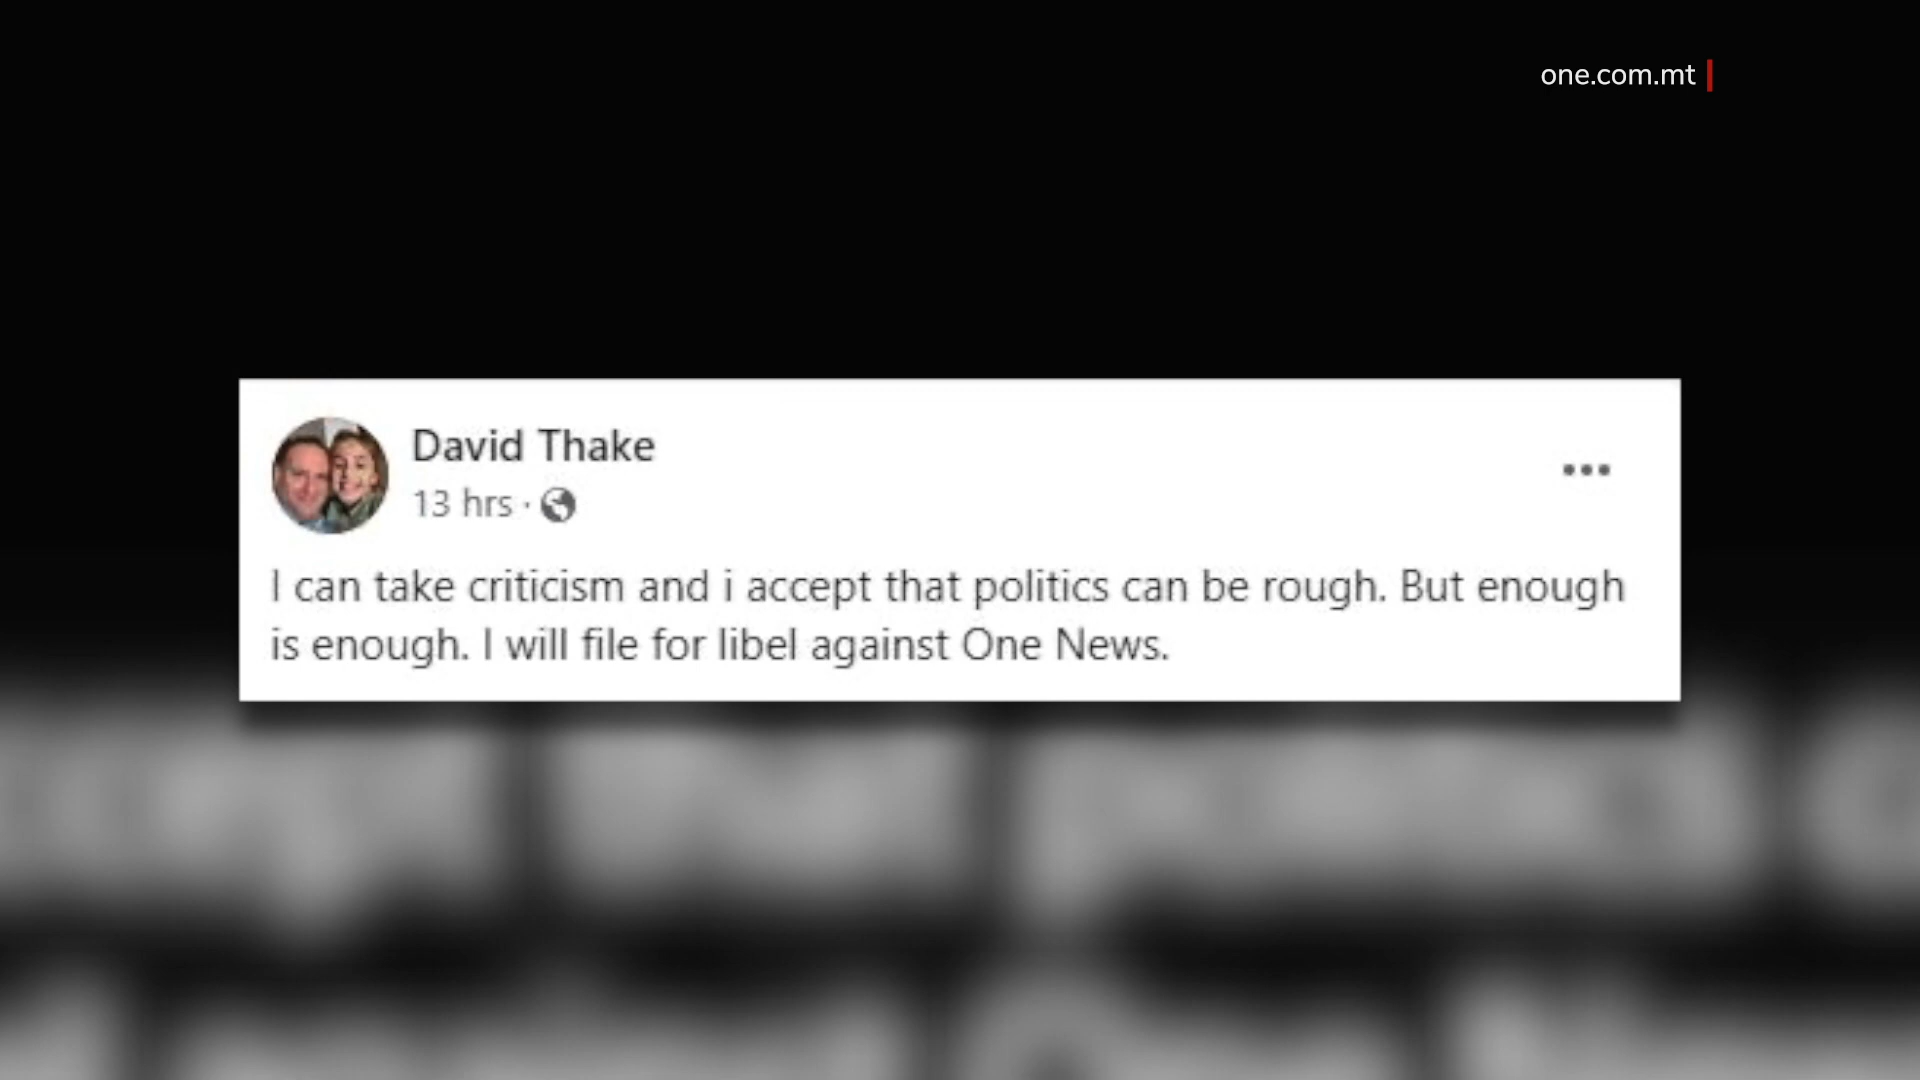 one.com.mt
David Thake
13 hrs ·
I can take criticism and i accept that politics can be rough. But enough
is enough. I will file for libel against One News.